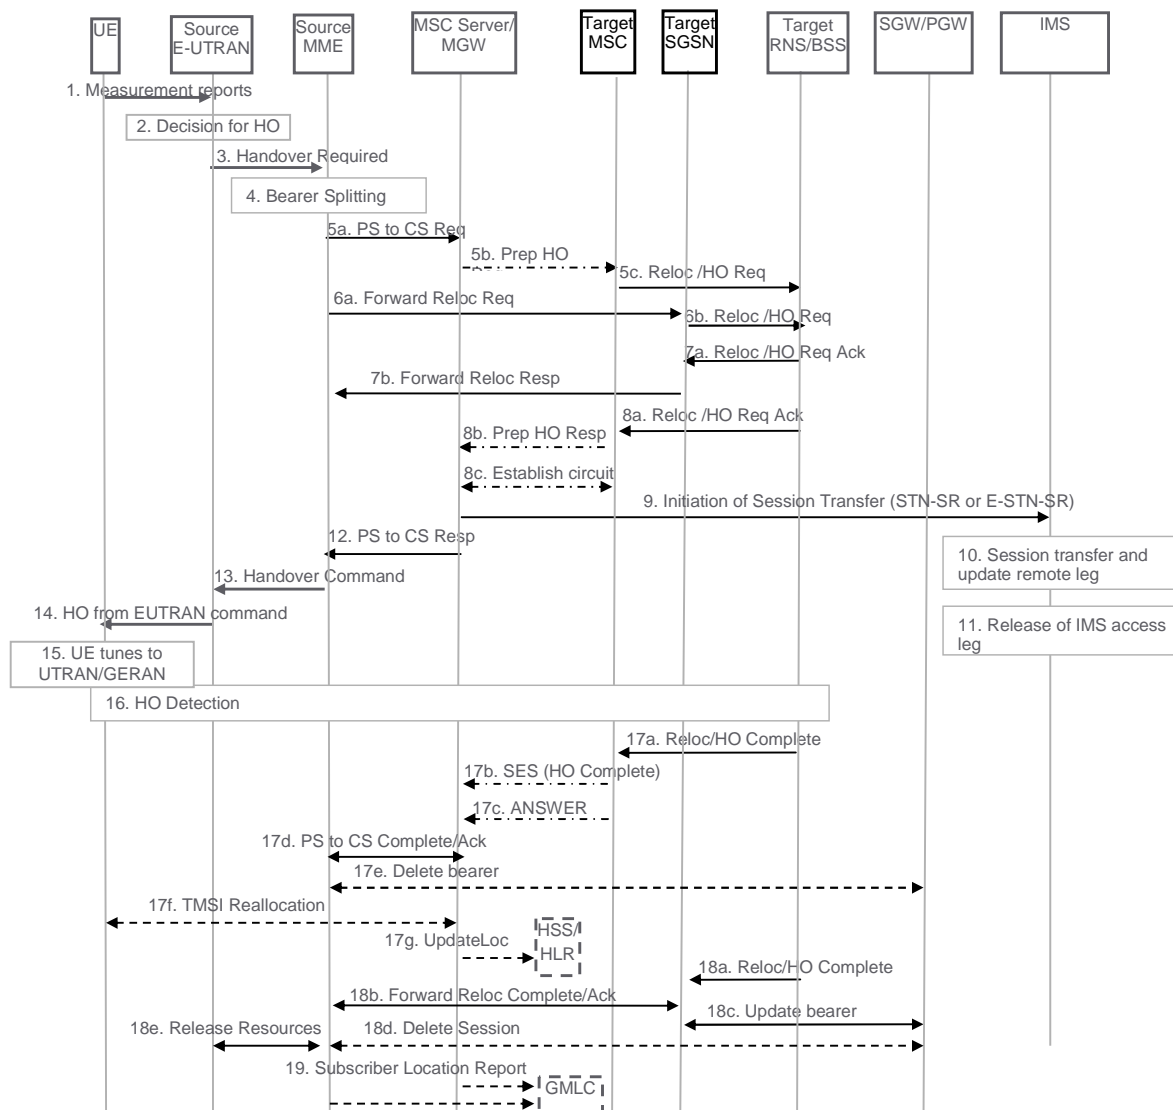 UE
Source
E-UTRAN
Source
MME
MSC Server/
MGW
Target
MSC
Target
SGSN
Target
RNS/BSS
SGW/PGW
IMS
1. Measurement reports
2. Decision for HO
3. Handover Required
4. Bearer Splitting
5a. PS to CS Req
5b. Prep HO
5c. Reloc /HO Req
6a. Forward Reloc Req
6b. Reloc /HO Req
7a. Reloc /HO Req Ack
7b. Forward Reloc Resp
8a. Reloc /HO Req Ack
8b. Prep HO Resp
8c. Establish circuit
9. Initiation of Session Transfer (STN-SR or E-STN-SR)
12. PS to CS Resp
10. Session transfer and
update remote leg
13. Handover Command
14. HO from EUTRAN command
11. Release of IMS access
leg
15. UE tunes to
UTRAN/GERAN
16. HO Detection
17a. Reloc/HO Complete
17b. SES (HO Complete)
17c. ANSWER
17d. PS to CS Complete/Ack
17e. Delete bearer
17f. TMSI Reallocation
17g. UpdateLoc
HSS/
HLR
18a. Reloc/HO Complete
18b. Forward Reloc Complete/Ack
18c. Update bearer
18e. Release Resources
18d. Delete Session
19. Subscriber Location Report
GMLC